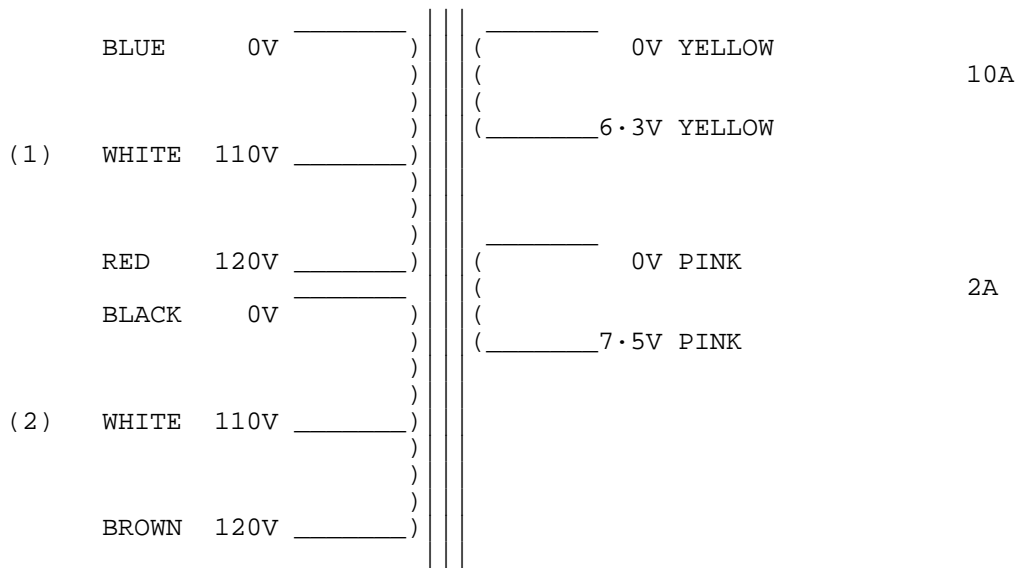 BLUE 0V 0V YELLOW
10A
6·3V YELLOW
(1) WHITE 110V
RED 120V 0V PINK
2A
BLACK 0V
7·5V PINK
(2) WHITE 110V
BROWN 120V